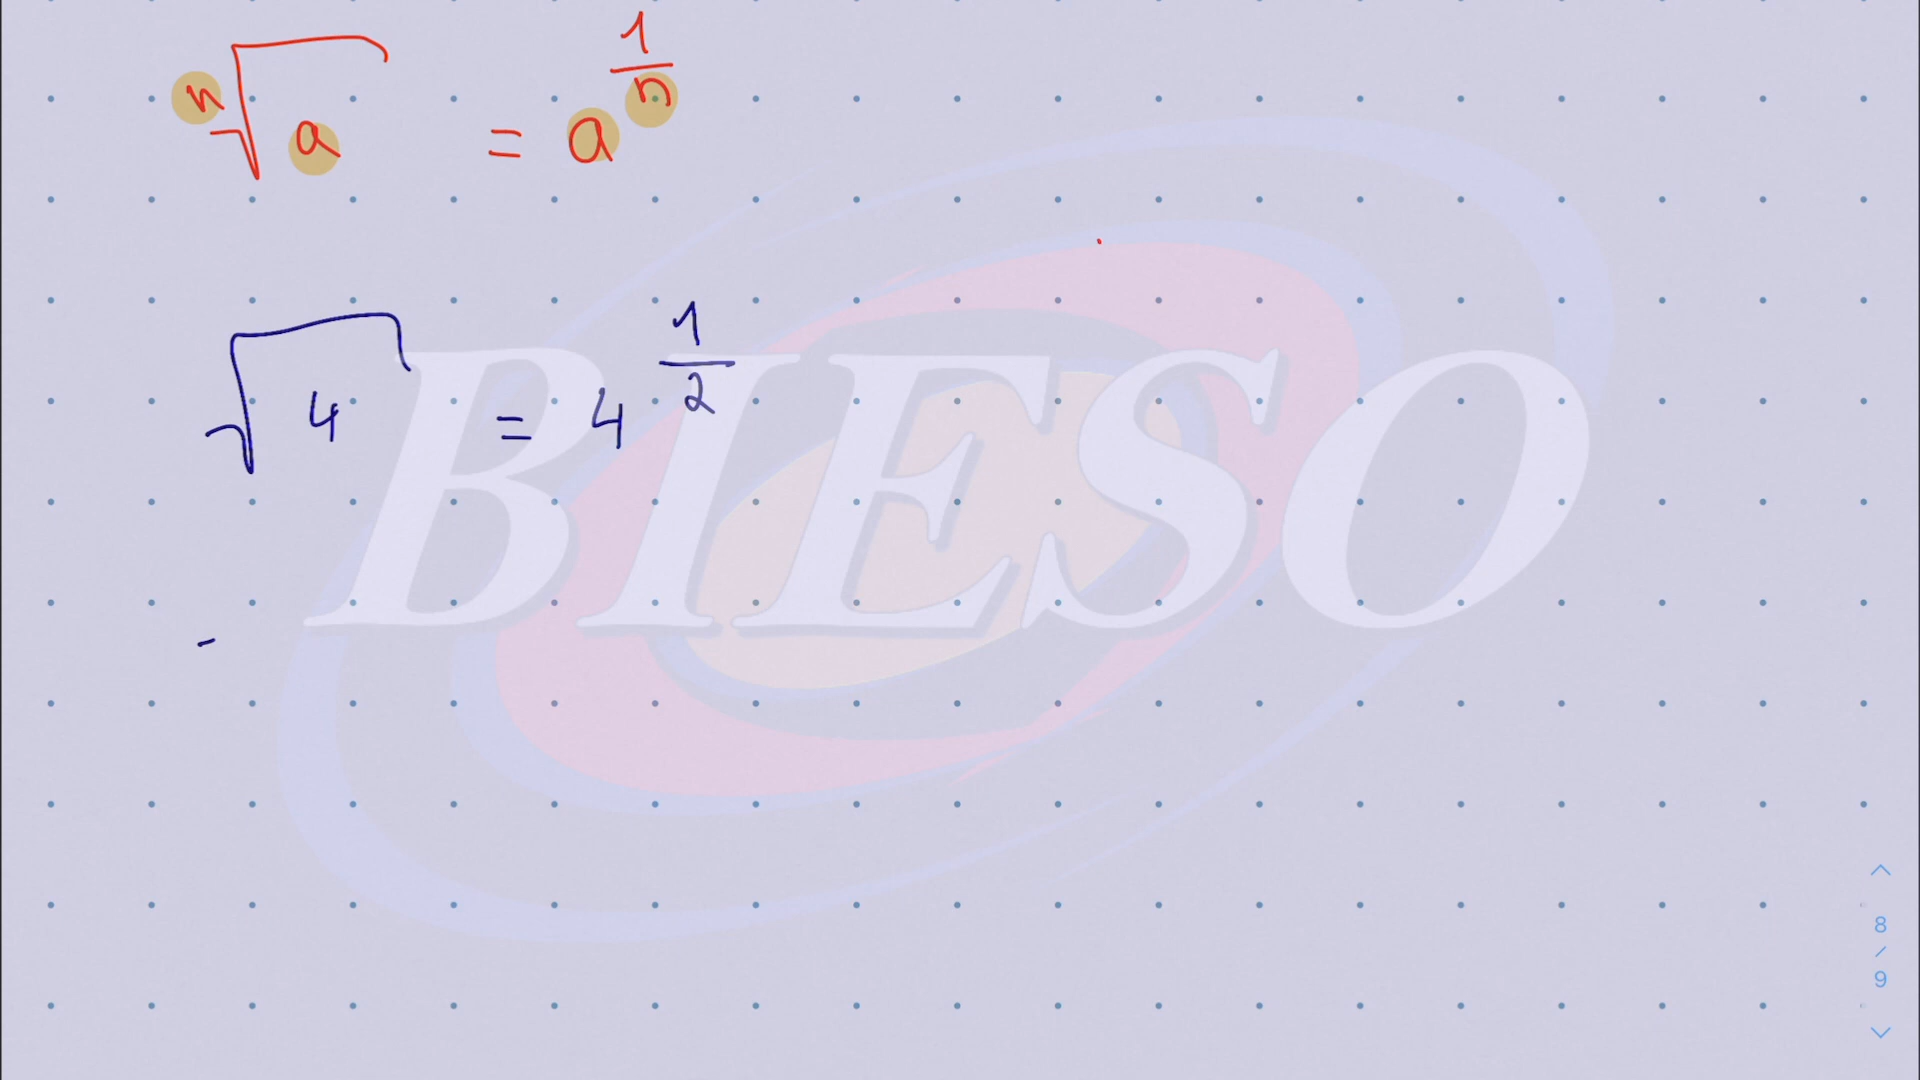 ⁿ√a = a^(1/n)
√4 = 4^(1/2)
BIESO
-
8
/
9